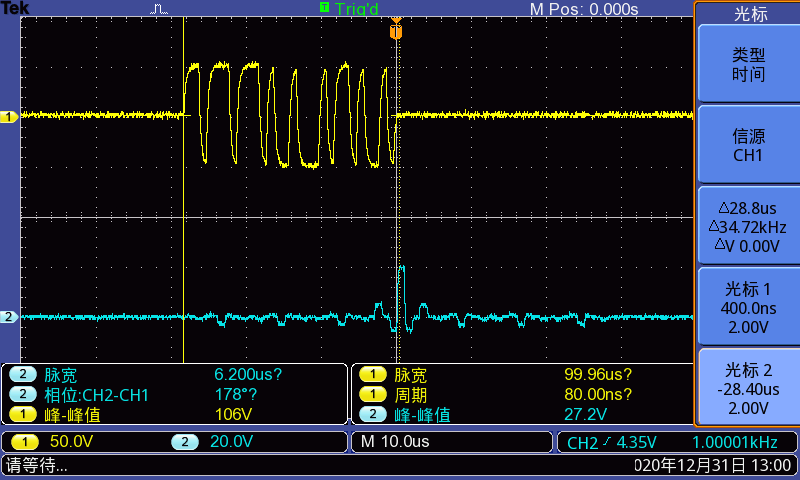 Tek T Trig'd M Pos: 0.000s 光标
T
类型
时间
1
信源
CH1
△28.8us
△34.72kHz
△V 0.00V
光标 1
400.0ns
2.00V
2
光标 2
-28.40us
2.00V
2 脉宽 6.200us?
2 相位:CH2-CH1 178°?
1 峰-峰值 106V
1 脉宽 99.96us?
1 周期 80.00ns?
2 峰-峰值 27.2V
1 50.0V 2 20.0V M 10.0us CH2 4.35V 1.00001kHz
请等待... 020年12月31日 13:00